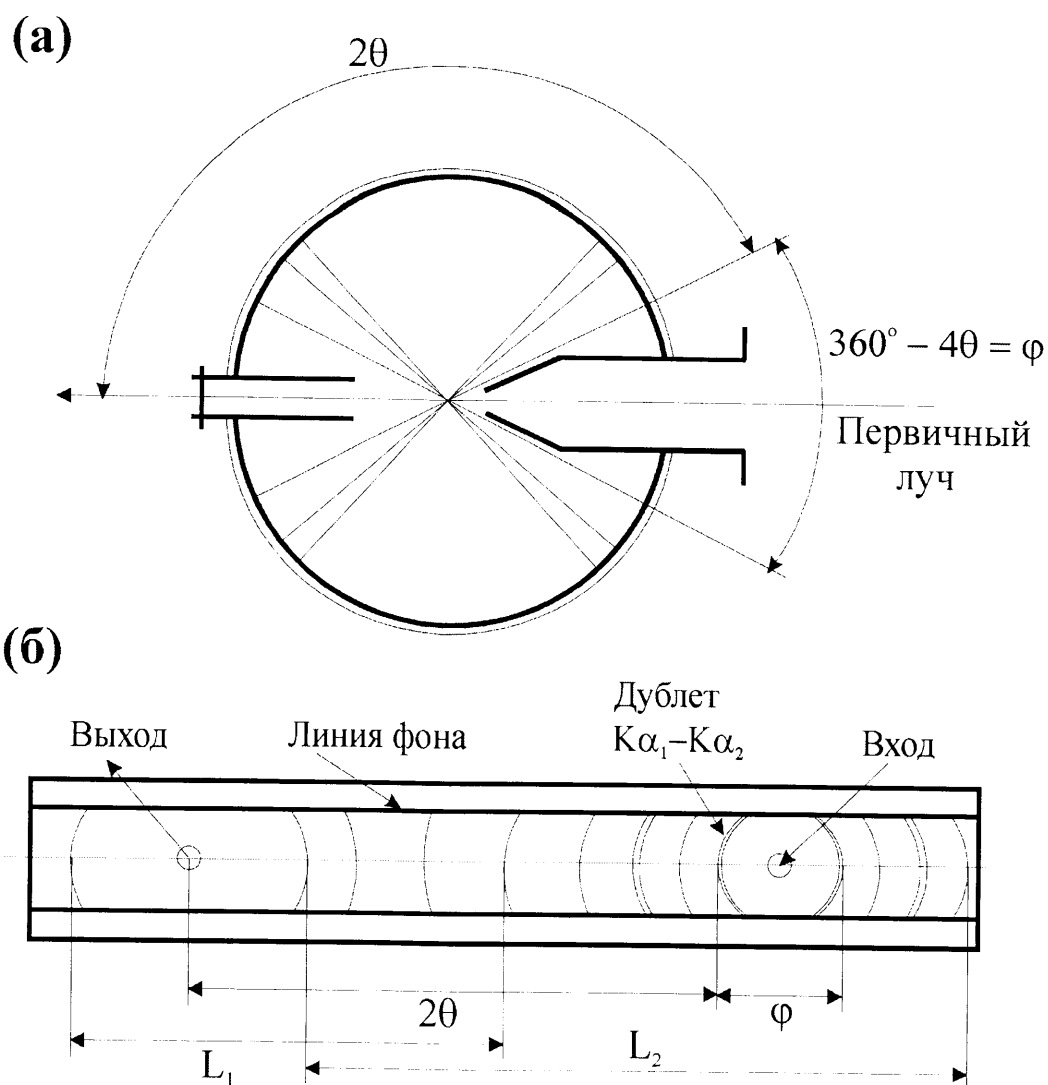 (а)
2θ
360° − 4θ = φ
Первичный
луч
(б)
Дублет
Kα₁−Kα₂
Выход
Линия фона
Вход
2θ
φ
L₁
L₂